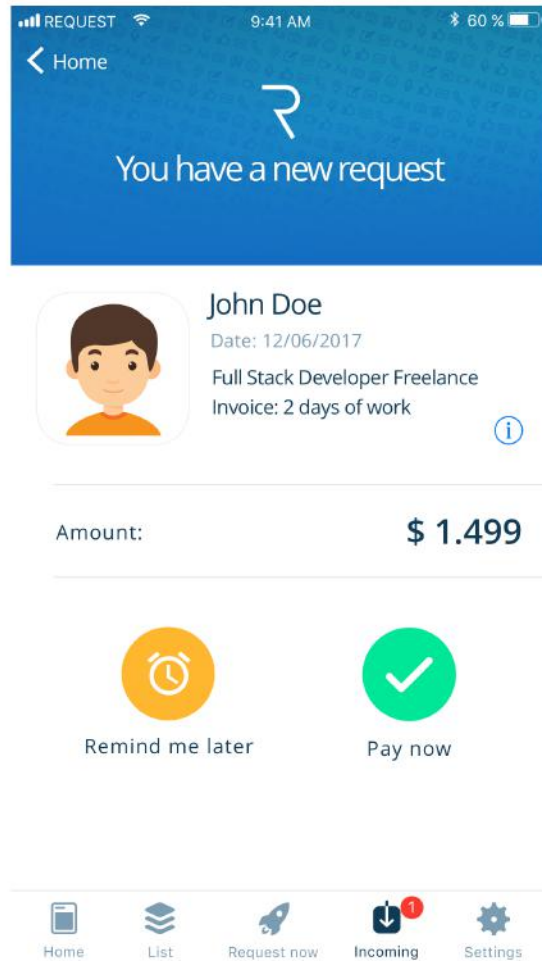 REQUEST 9:41 AM 60 %
Home
You have a new request
John Doe
Date: 12/06/2017
Full Stack Developer Freelance
Invoice: 2 days of work
i
Amount: $ 1.499
Remind me later Pay now
1
Home List Request now Incoming Settings